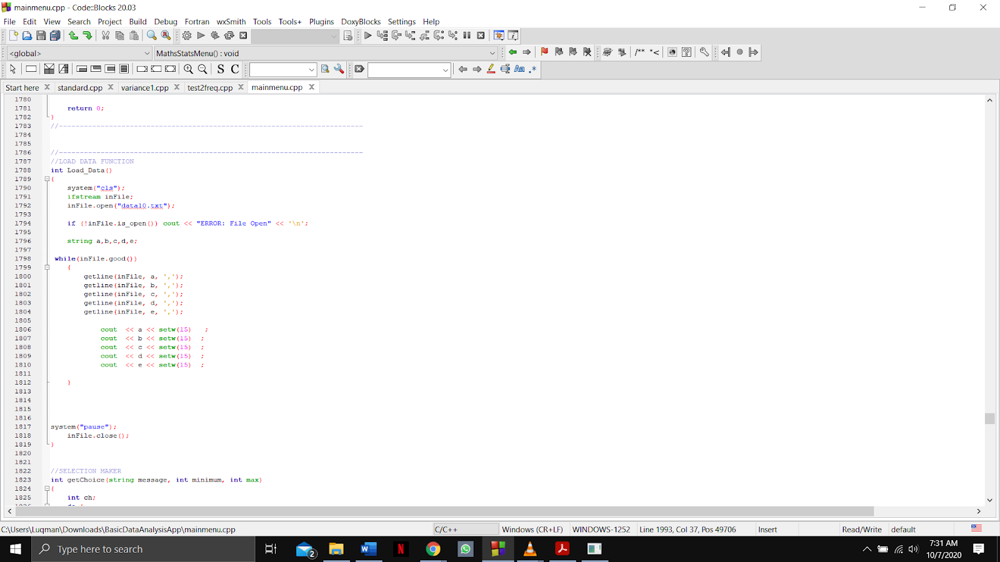 mainmenu.cpp - Code::Blocks 20.03
File Edit View Search Project Build Debug Fortran wxSmith Tools Tools+ Plugins DoxyBlocks Settings Help
<global> MathsStatsMenu() : void
/** *<
S C Aa .*
Start here standard.cpp variance1.cpp test2freq.cpp mainmenu.cpp
1780
1781 return 0;
1782 }
1783 //-------------------------------------------------------------------------
1784
1785
1786 //-------------------------------------------------------------------------
1787 //LOAD DATA FUNCTION
1788 int Load_Data()
1789 {
1790 system("cls");
1791 ifstream inFile;
1792 inFile.open("data10.txt");
1793
1794 if (!inFile.is_open()) cout << "ERROR: File Open" << '\n';
1795
1796 string a,b,c,d,e;
1797
1798 while(inFile.good())
1799 {
1800 getline(inFile, a, ',');
1801 getline(inFile, b, ',');
1802 getline(inFile, c, ',');
1803 getline(inFile, d, ',');
1804 getline(inFile, e, ',');
1805
1806 cout << a << setw(15) ;
1807 cout << b << setw(15) ;
1808 cout << c << setw(15) ;
1809 cout << d << setw(15) ;
1810 cout << e << setw(15) ;
1811
1812 }
1813
1814
1815
1816
1817 system("pause");
1818 inFile.close();
1819 }
1820
1821
1822 //SELECTION MAKER
1823 int getChoice(string message, int minimum, int max)
1824 {
1825 int ch;
C:\Users\Luqman\Downloads\BasicDataAnalysisApp\mainmenu.cpp C/C++ Windows (CR+LF) WINDOWS-1252 Line 1993, Col 37, Pos 49706 Insert Read/Write default
Type here to search 2 7:31 AM
10/7/2020